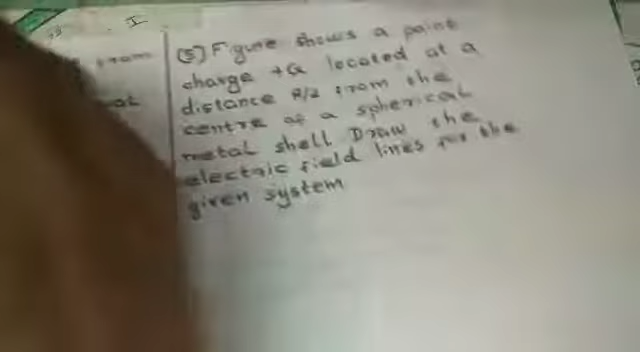 I
from
(5) Figure shows a point
charge +Q located at a
distance R/2 from the
centre of a spherical
metal shell Draw the
electric field lines for the
given system